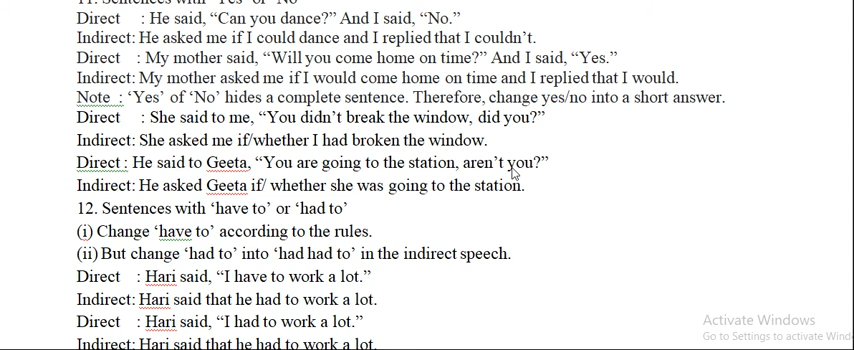 11. Sentences with 'Yes' or 'No'
Direct : He said, “Can you dance?” And I said, “No.”
Indirect: He asked me if I could dance and I replied that I couldn’t.
Direct : My mother said, “Will you come home on time?” And I said, “Yes.”
Indirect: My mother asked me if I would come home on time and I replied that I would.
Note : ‘Yes’ of ‘No’ hides a complete sentence. Therefore, change yes/no into a short answer.
Direct : She said to me, “You didn’t break the window, did you?”
Indirect: She asked me if/whether I had broken the window.
Direct : He said to Geeta, “You are going to the station, aren’t you?”
Indirect: He asked Geeta if/ whether she was going to the station.
12. Sentences with ‘have to’ or ‘had to’
(i) Change ‘have to’ according to the rules.
(ii) But change ‘had to’ into ‘had had to’ in the indirect speech.
Direct : Hari said, “I have to work a lot.”
Indirect: Hari said that he had to work a lot.
Direct : Hari said, “I had to work a lot.”
Indirect: Hari said that he had to work a lot.
Activate Windows
Go to Settings to activate Wind